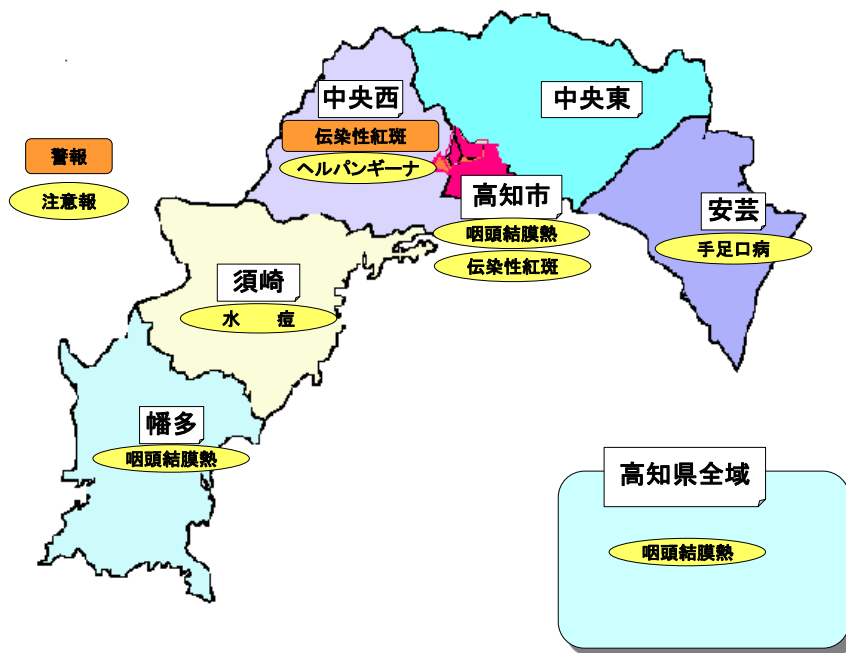 中央西
中央東
伝染性紅斑
警報
ヘルパンギーナ
注意報
高知市
安芸
咽頭結膜熱
手足口病
伝染性紅斑
須崎
水　　痘
幡多
咽頭結膜熱
高知県全域
咽頭結膜熱